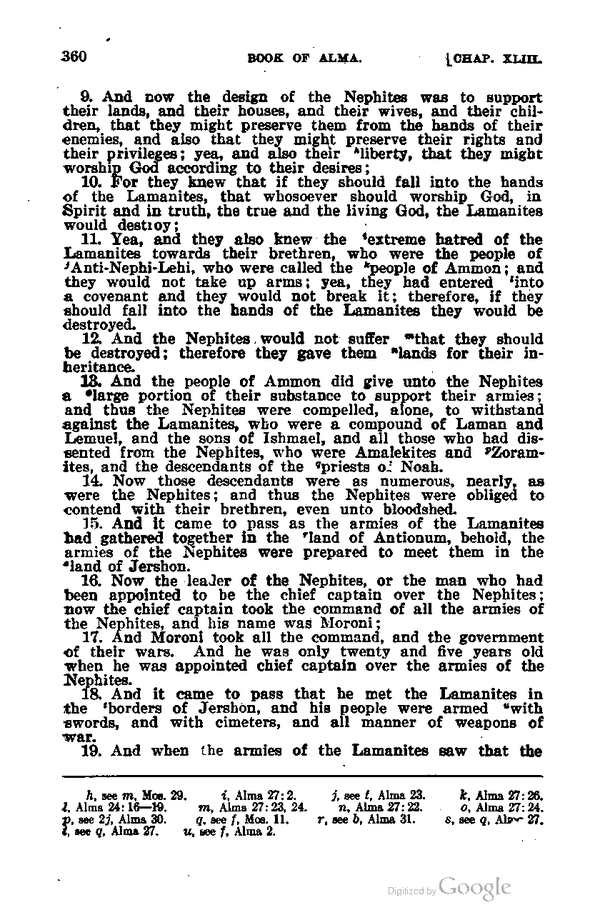 360 BOOK OF ALMA. [CHAP. XLIII.
9. And now the design of the Nephites was to support
their lands, and their houses, and their wives, and their chil-
dren, that they might preserve them from the hands of their
enemies, and also that they might preserve their rights and
their privileges; yea, and also their ʰliberty, that they might
worship God according to their desires;
10. For they knew that if they should fall into the hands
of the Lamanites, that whosoever should worship God, in
Spirit and in truth, the true and the living God, the Lamanites
would destroy;
11. Yea, and they also knew the ⁱextreme hatred of the
Lamanites towards their brethren, who were the people of
ʲAnti-Nephi-Lehi, who were called the ᵏpeople of Ammon; and
they would not take up arms; yea, they had entered ˡinto
a covenant and they would not break it; therefore, if they
should fall into the hands of the Lamanites they would be
destroyed.
12. And the Nephites would not suffer ᵐthat they should
be destroyed; therefore they gave them ⁿlands for their in-
heritance.
13. And the people of Ammon did give unto the Nephites
a ᵒlarge portion of their substance to support their armies;
and thus the Nephites were compelled, alone, to withstand
against the Lamanites, who were a compound of Laman and
Lemuel, and the sons of Ishmael, and all those who had dis-
sented from the Nephites, who were Amalekites and ᵖZoram-
ites, and the descendants of the ᵠpriests of Noah.
14. Now those descendants were as numerous, nearly, as
were the Nephites; and thus the Nephites were obliged to
contend with their brethren, even unto bloodshed.
15. And it came to pass as the armies of the Lamanites
had gathered together in the ʳland of Antionum, behold, the
armies of the Nephites were prepared to meet them in the
ˢland of Jershon.
16. Now the leader of the Nephites, or the man who had
been appointed to be the chief captain over the Nephites;
now the chief captain took the command of all the armies of
the Nephites, and his name was Moroni;
17. And Moroni took all the command, and the government
of their wars. And he was only twenty and five years old
when he was appointed chief captain over the armies of the
Nephites.
18. And it came to pass that he met the Lamanites in
the ᵗborders of Jershon, and his people were armed ᵘwith
swords, and with cimeters, and all manner of weapons of
war.
19. And when the armies of the Lamanites saw that the
h, see m, Mos. 29. i, Alma 27:2. j, see t, Alma 23. k, Alma 27:26.
l, Alma 24:16—19. m, Alma 27:23, 24. n, Alma 27:22. o, Alma 27:24.
p, see 2j, Alma 30. q, see f, Mos. 11. r, see b, Alma 31. s, see q, Alma 27.
t, see q, Alma 27. u, see f, Alma 2.
Digitized by Google